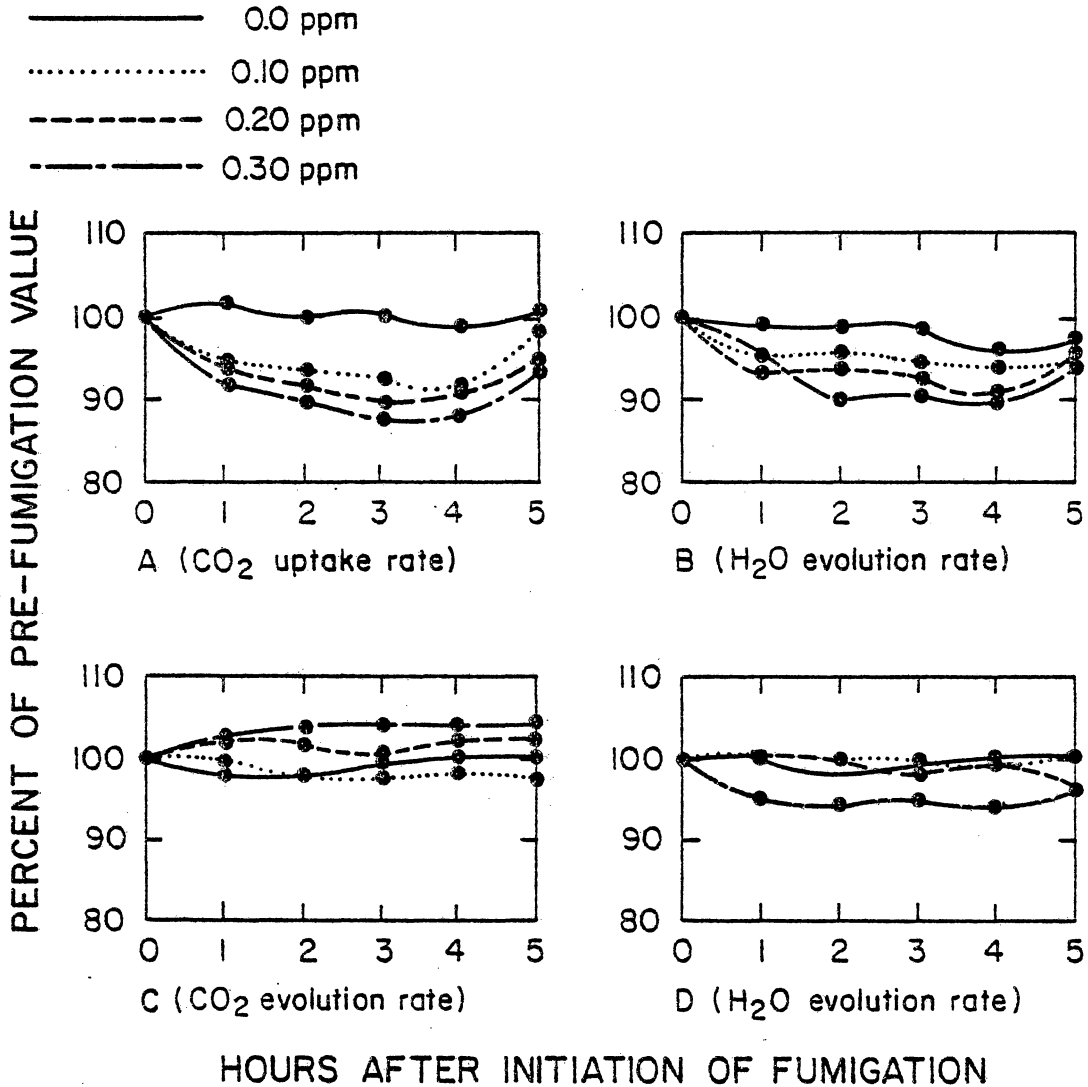 0.0 ppm
0.10 ppm
0.20 ppm
0.30 ppm
PERCENT OF PRE-FUMIGATION VALUE
110
100
90
80
0 1 2 3 4 5
A (CO₂ uptake rate)
110
100
90
80
0 1 2 3 4 5
B (H₂O evolution rate)
110
100
90
80
0 1 2 3 4 5
C (CO₂ evolution rate)
110
100
90
80
0 1 2 3 4 5
D (H₂O evolution rate)
HOURS AFTER INITIATION OF FUMIGATION